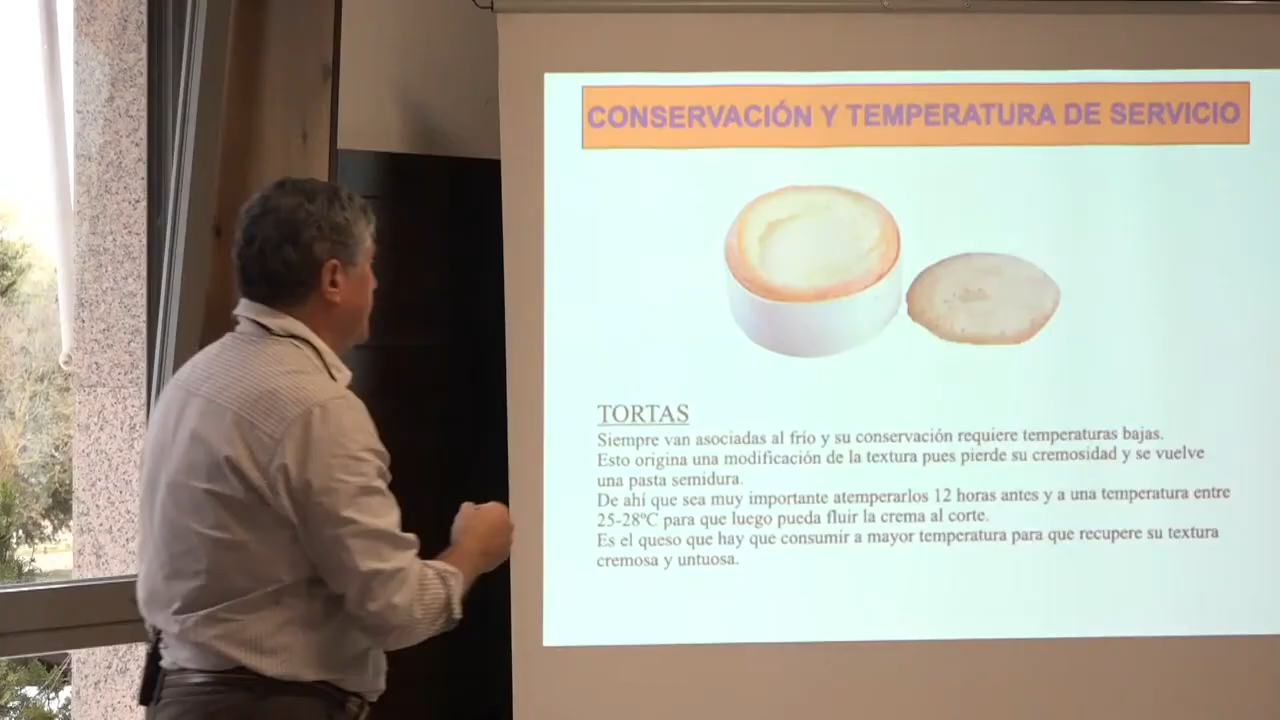 CONSERVACIÓN Y TEMPERATURA DE SERVICIO
TORTAS
Siempre van asociadas al frío y su conservación requiere temperaturas bajas.
Esto origina una modificación de la textura pues pierde su cremosidad y se vuelve
una pasta semidura.
De ahí que sea muy importante atemperarlos 12 horas antes y a una temperatura entre
25-28ºC para que luego pueda fluir la crema al corte.
Es el queso que hay que consumir a mayor temperatura para que recupere su textura
cremosa y untuosa.